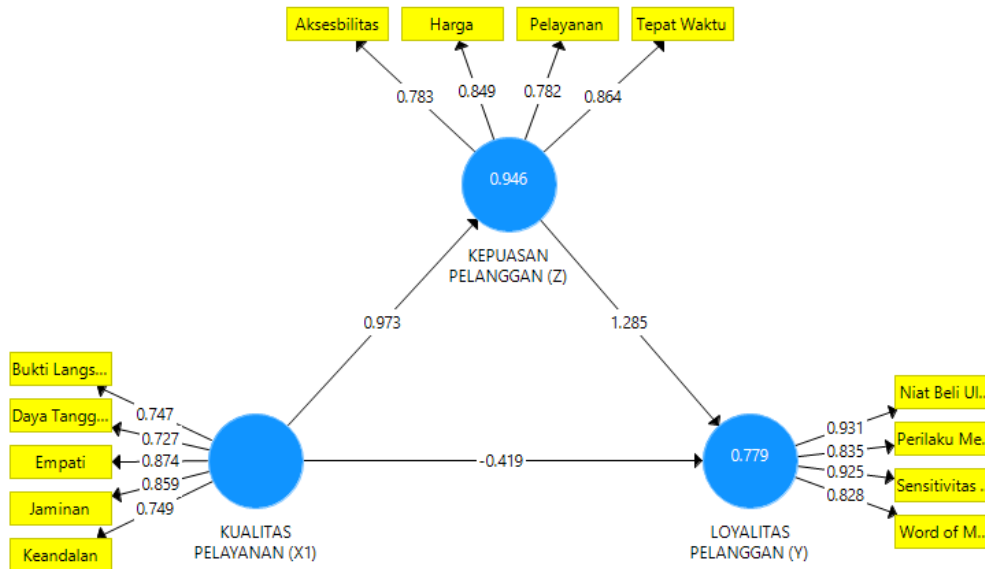 Aksesbilitas
Harga
Pelayanan
Tepat Waktu
0.783
0.849
0.782
0.864
0.946
KEPUASAN
PELANGGAN (Z)
0.973
1.285
Bukti Langs...
Daya Tangg...
Empati
Jaminan
Keandalan
0.747
0.727
0.874
0.859
0.749
-0.419
KUALITAS
PELAYANAN (X1)
0.779
LOYALITAS
PELANGGAN (Y)
0.931
0.835
0.925
0.828
Niat Beli Ul..
Perilaku Me..
Sensitivitas ..
Word of M..